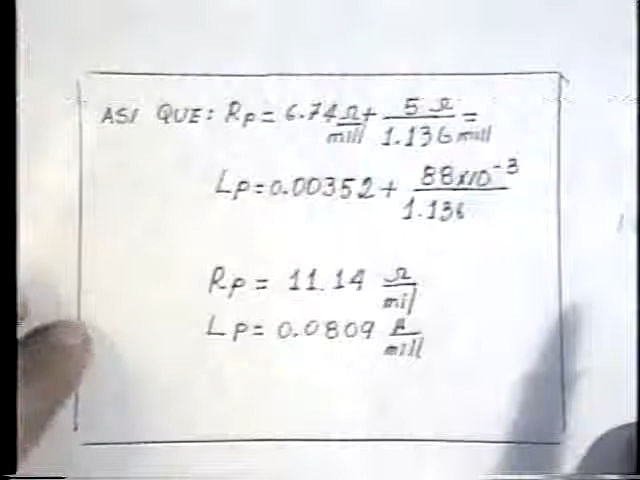 ASI QUE: Rp = 6.74 Ω/mill + 5 Ω/1.136 mill =
Lp = 0.00352 + 88x10⁻³/1.136
Rp = 11.14 Ω/mil
Lp = 0.0809 /mill